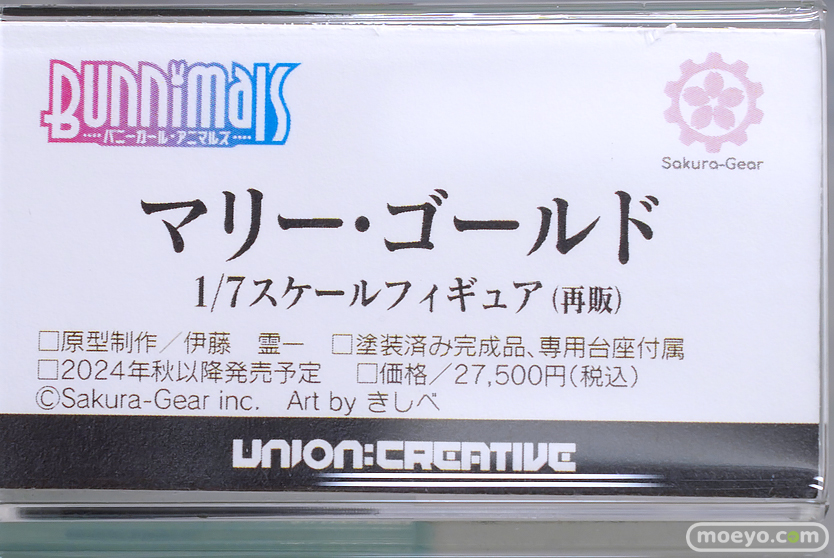 Bunnimals
バニーガール・アニマルズ
Sakura-Gear
マリー・ゴールド
1/7スケールフィギュア(再販)
□原型制作／伊藤　霊一　□塗装済み完成品、専用台座付属
□2024年秋以降発売予定　□価格／27,500円(税込)
©Sakura-Gear inc.　Art by きしべ
UNION:CREATIVE
moeyo.com